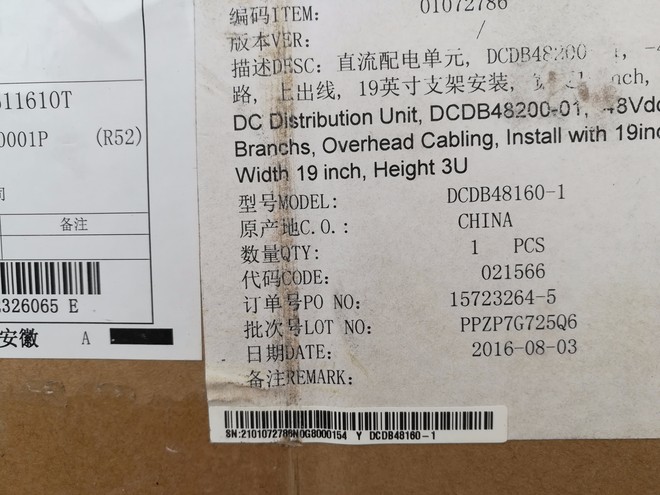 编码ITEM: 01072786
版本VER: /
描述DESC: 直流配电单元, DCDB48200
路, 上出线, 19英寸支架安装,
DC Distribution Unit, DCDB48200-01, -48Vdc
Branchs, Overhead Cabling, Install with 19inc
Width 19 inch, Height 3U
型号MODEL: DCDB48160-1
原产地C.O.: CHINA
数量QTY: 1 PCS
代码CODE: 021566
订单号PO NO: 15723264-5
批次号LOT NO: PPZP7G725Q6
日期DATE: 2016-08-03
备注REMARK:
SN:2101072786N0G8000154 Y DCDB48160-1
611610T
0001P (R52)
司
备注
2326065 E
安徽 A